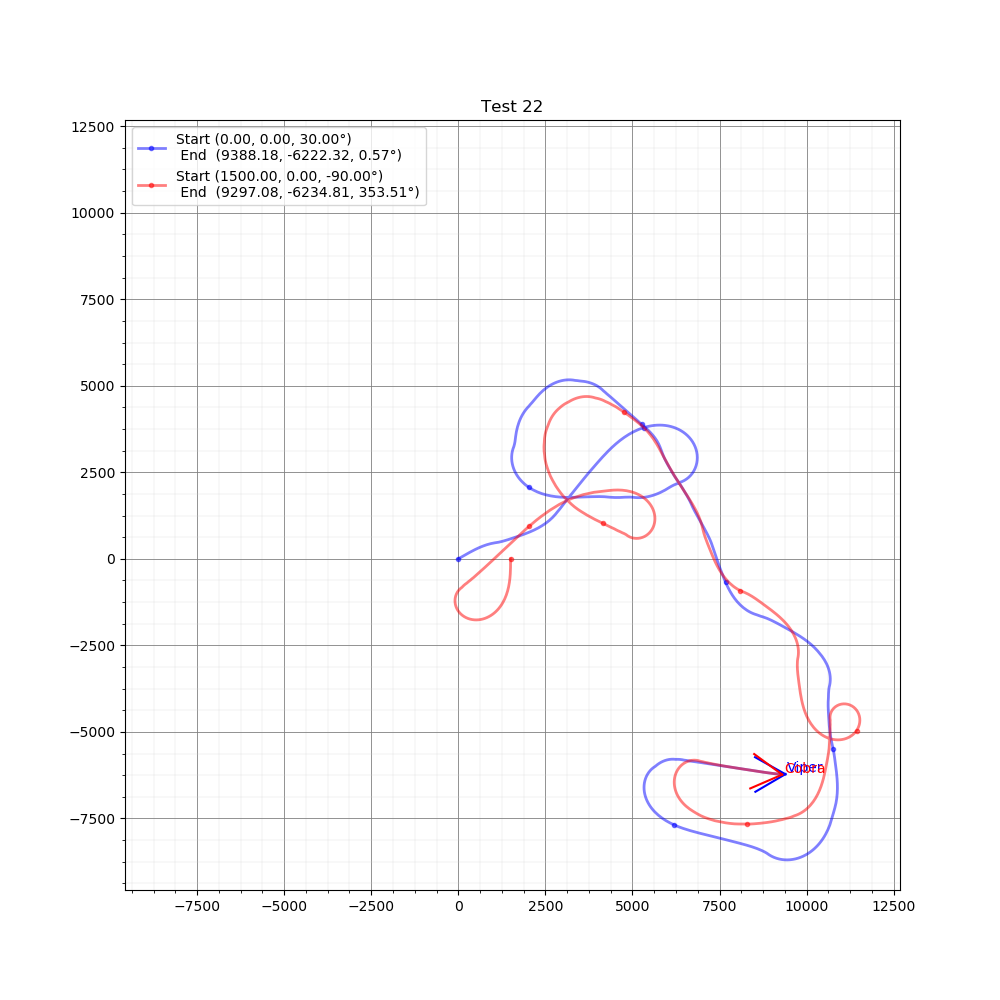 Test 22
Start (0.00, 0.00, 30.00°)
End  (9388.18, -6222.32, 0.57°)
Start (1500.00, 0.00, -90.00°)
End  (9297.08, -6234.81, 353.51°)
12500
10000
7500
5000
2500
0
−2500
−5000
−7500
Viper
Cobra
−7500 −5000 −2500 0 2500 5000 7500 10000 12500